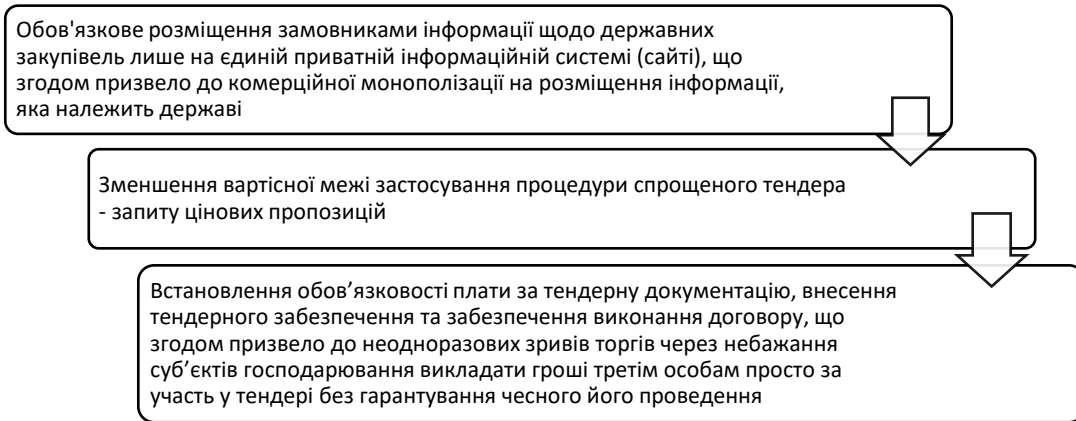 Обов'язкове розміщення замовниками інформації щодо державних
закупівель лише на єдиній приватній інформаційній системі (сайті), що
згодом призвело до комерційної монополізації на розміщення інформації,
яка належить державі
Зменшення вартісної межі застосування процедури спрощеного тендера
- запиту цінових пропозицій
Встановлення обов’язковості плати за тендерну документацію, внесення
тендерного забезпечення та забезпечення виконання договору, що
згодом призвело до неодноразових зривів торгів через небажання
суб’єктів господарювання викладати гроші третім особам просто за
участь у тендері без гарантування чесного його проведення